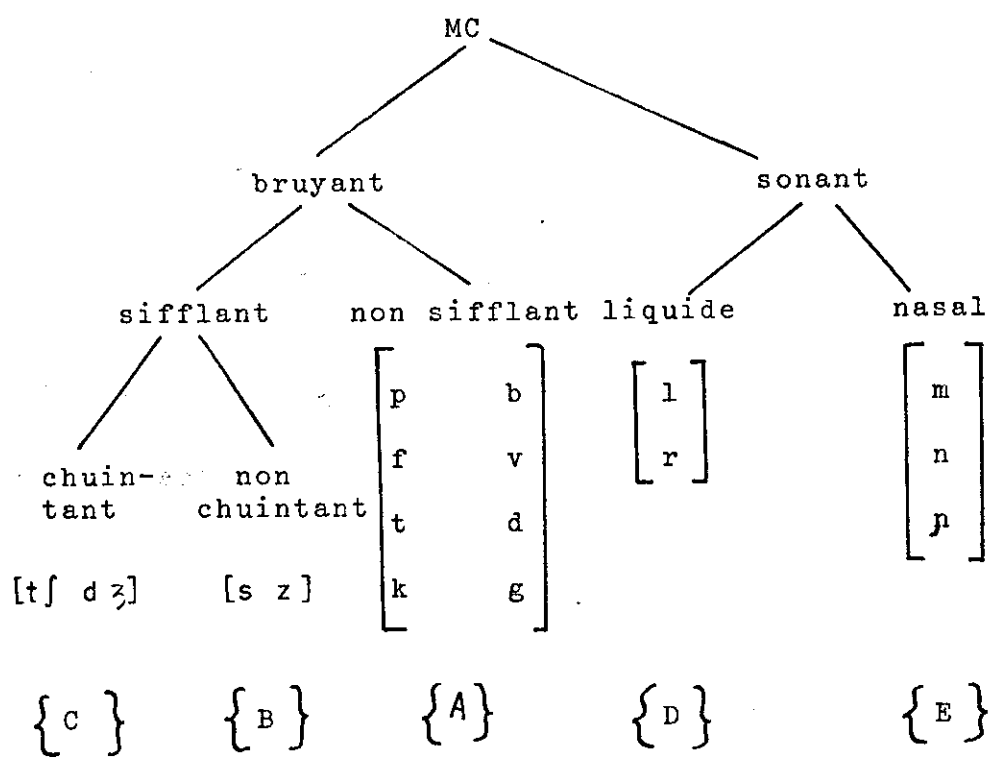 MC
bruyant sonant
sifflant non sifflant liquide nasal
p b l m
f v r n
t d ɲ
k g
chuin- non
tant chuintant
[tʃ dʒ] [s z]
{C} {B} {A} {D} {E}